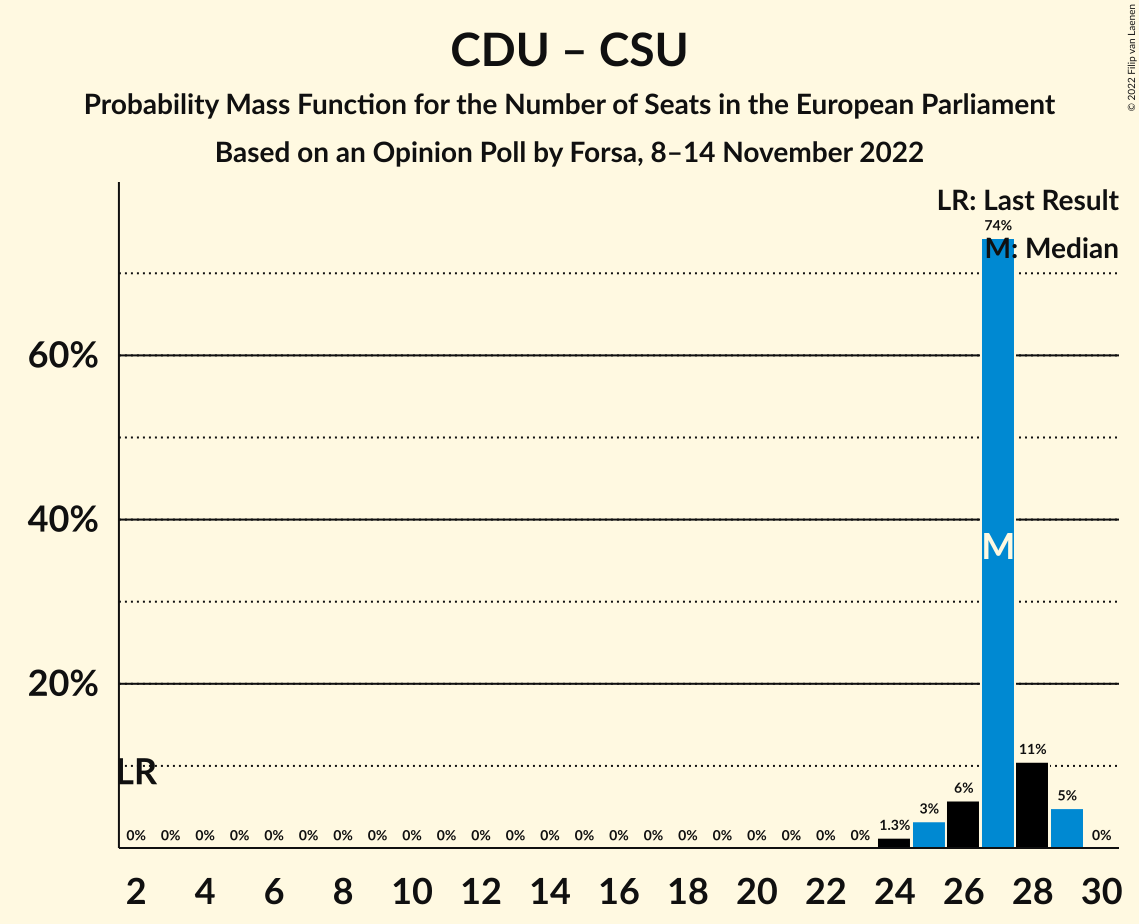 CDU – CSU
Probability Mass Function for the Number of Seats in the European Parliament
Based on an Opinion Poll by Forsa, 8–14 November 2022
© 2022 Filip van Laenen
LR: Last Result
74%
M: Median
60%
40%
M
20%
11%
LR
6%
5%
3%
1.3%
0% 0% 0% 0% 0% 0% 0% 0% 0% 0% 0% 0% 0% 0% 0% 0% 0% 0% 0% 0% 0% 0% 0%
2 4 6 8 10 12 14 16 18 20 22 24 26 28 30